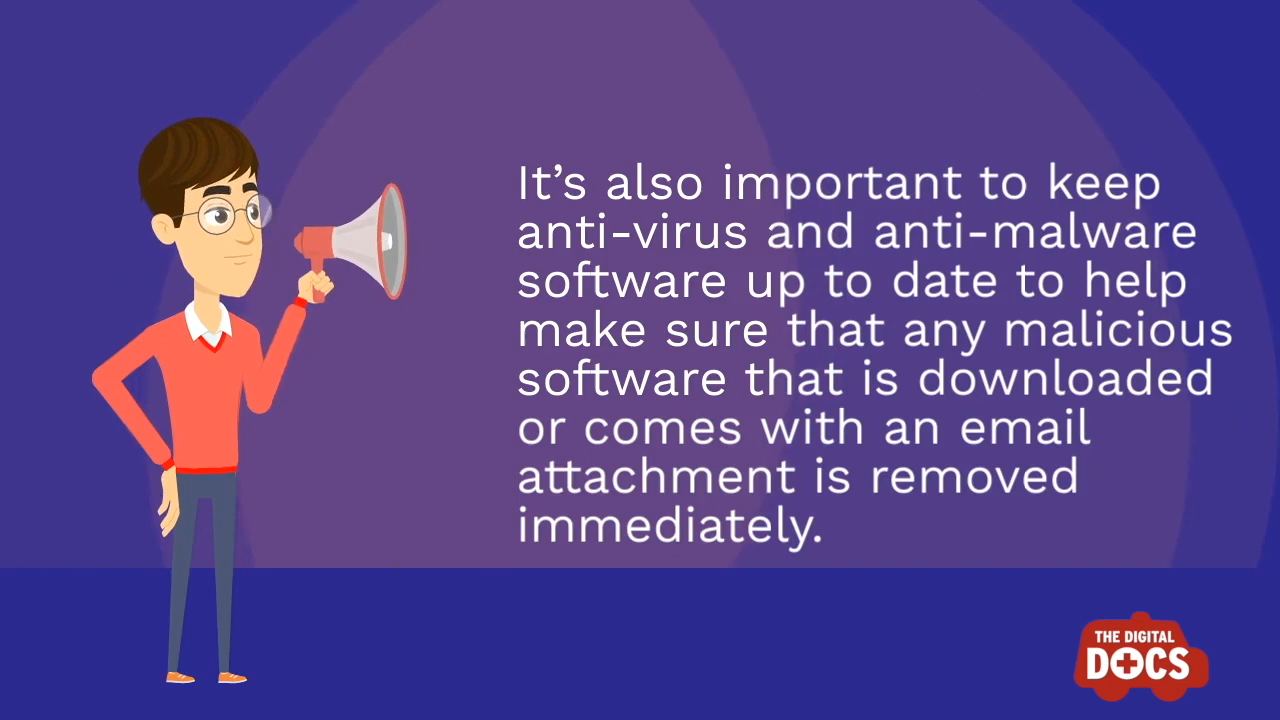 It's also important to keep
anti-virus and anti-malware
software up to date to help
make sure that any malicious
software that is downloaded
or comes with an email
attachment is removed
immediately.
THE DIGITAL
DOCS